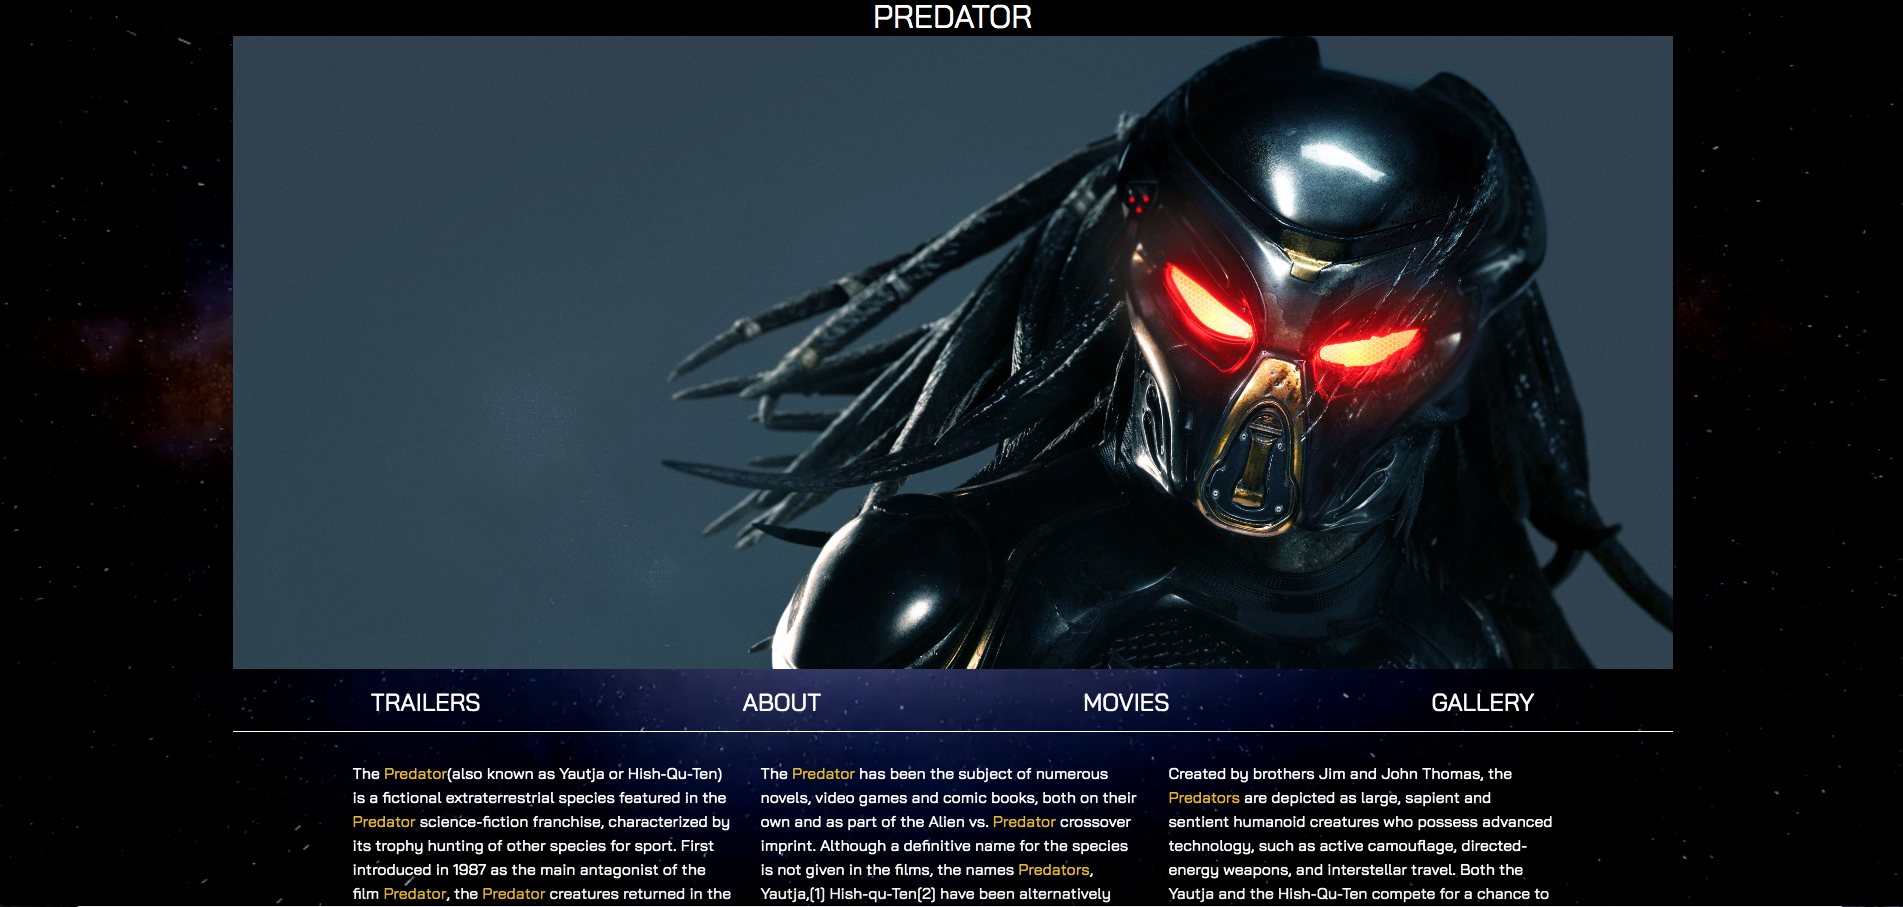 PREDATOR
TRAILERS
ABOUT
MOVIES
GALLERY
The Predator(also known as Yautja or Hish-Qu-Ten)
is a fictional extraterrestrial species featured in the
Predator science-fiction franchise, characterized by
its trophy hunting of other species for sport. First
introduced in 1987 as the main antagonist of the
film Predator, the Predator creatures returned in the
The Predator has been the subject of numerous
novels, video games and comic books, both on their
own and as part of the Alien vs. Predator crossover
imprint. Although a definitive name for the species
is not given in the films, the names Predators,
Yautja,[1] Hish-qu-Ten[2] have been alternatively
Created by brothers Jim and John Thomas, the
Predators are depicted as large, sapient and
sentient humanoid creatures who possess advanced
technology, such as active camouflage, directed-
energy weapons, and interstellar travel. Both the
Yautja and the Hish-Qu-Ten compete for a chance to